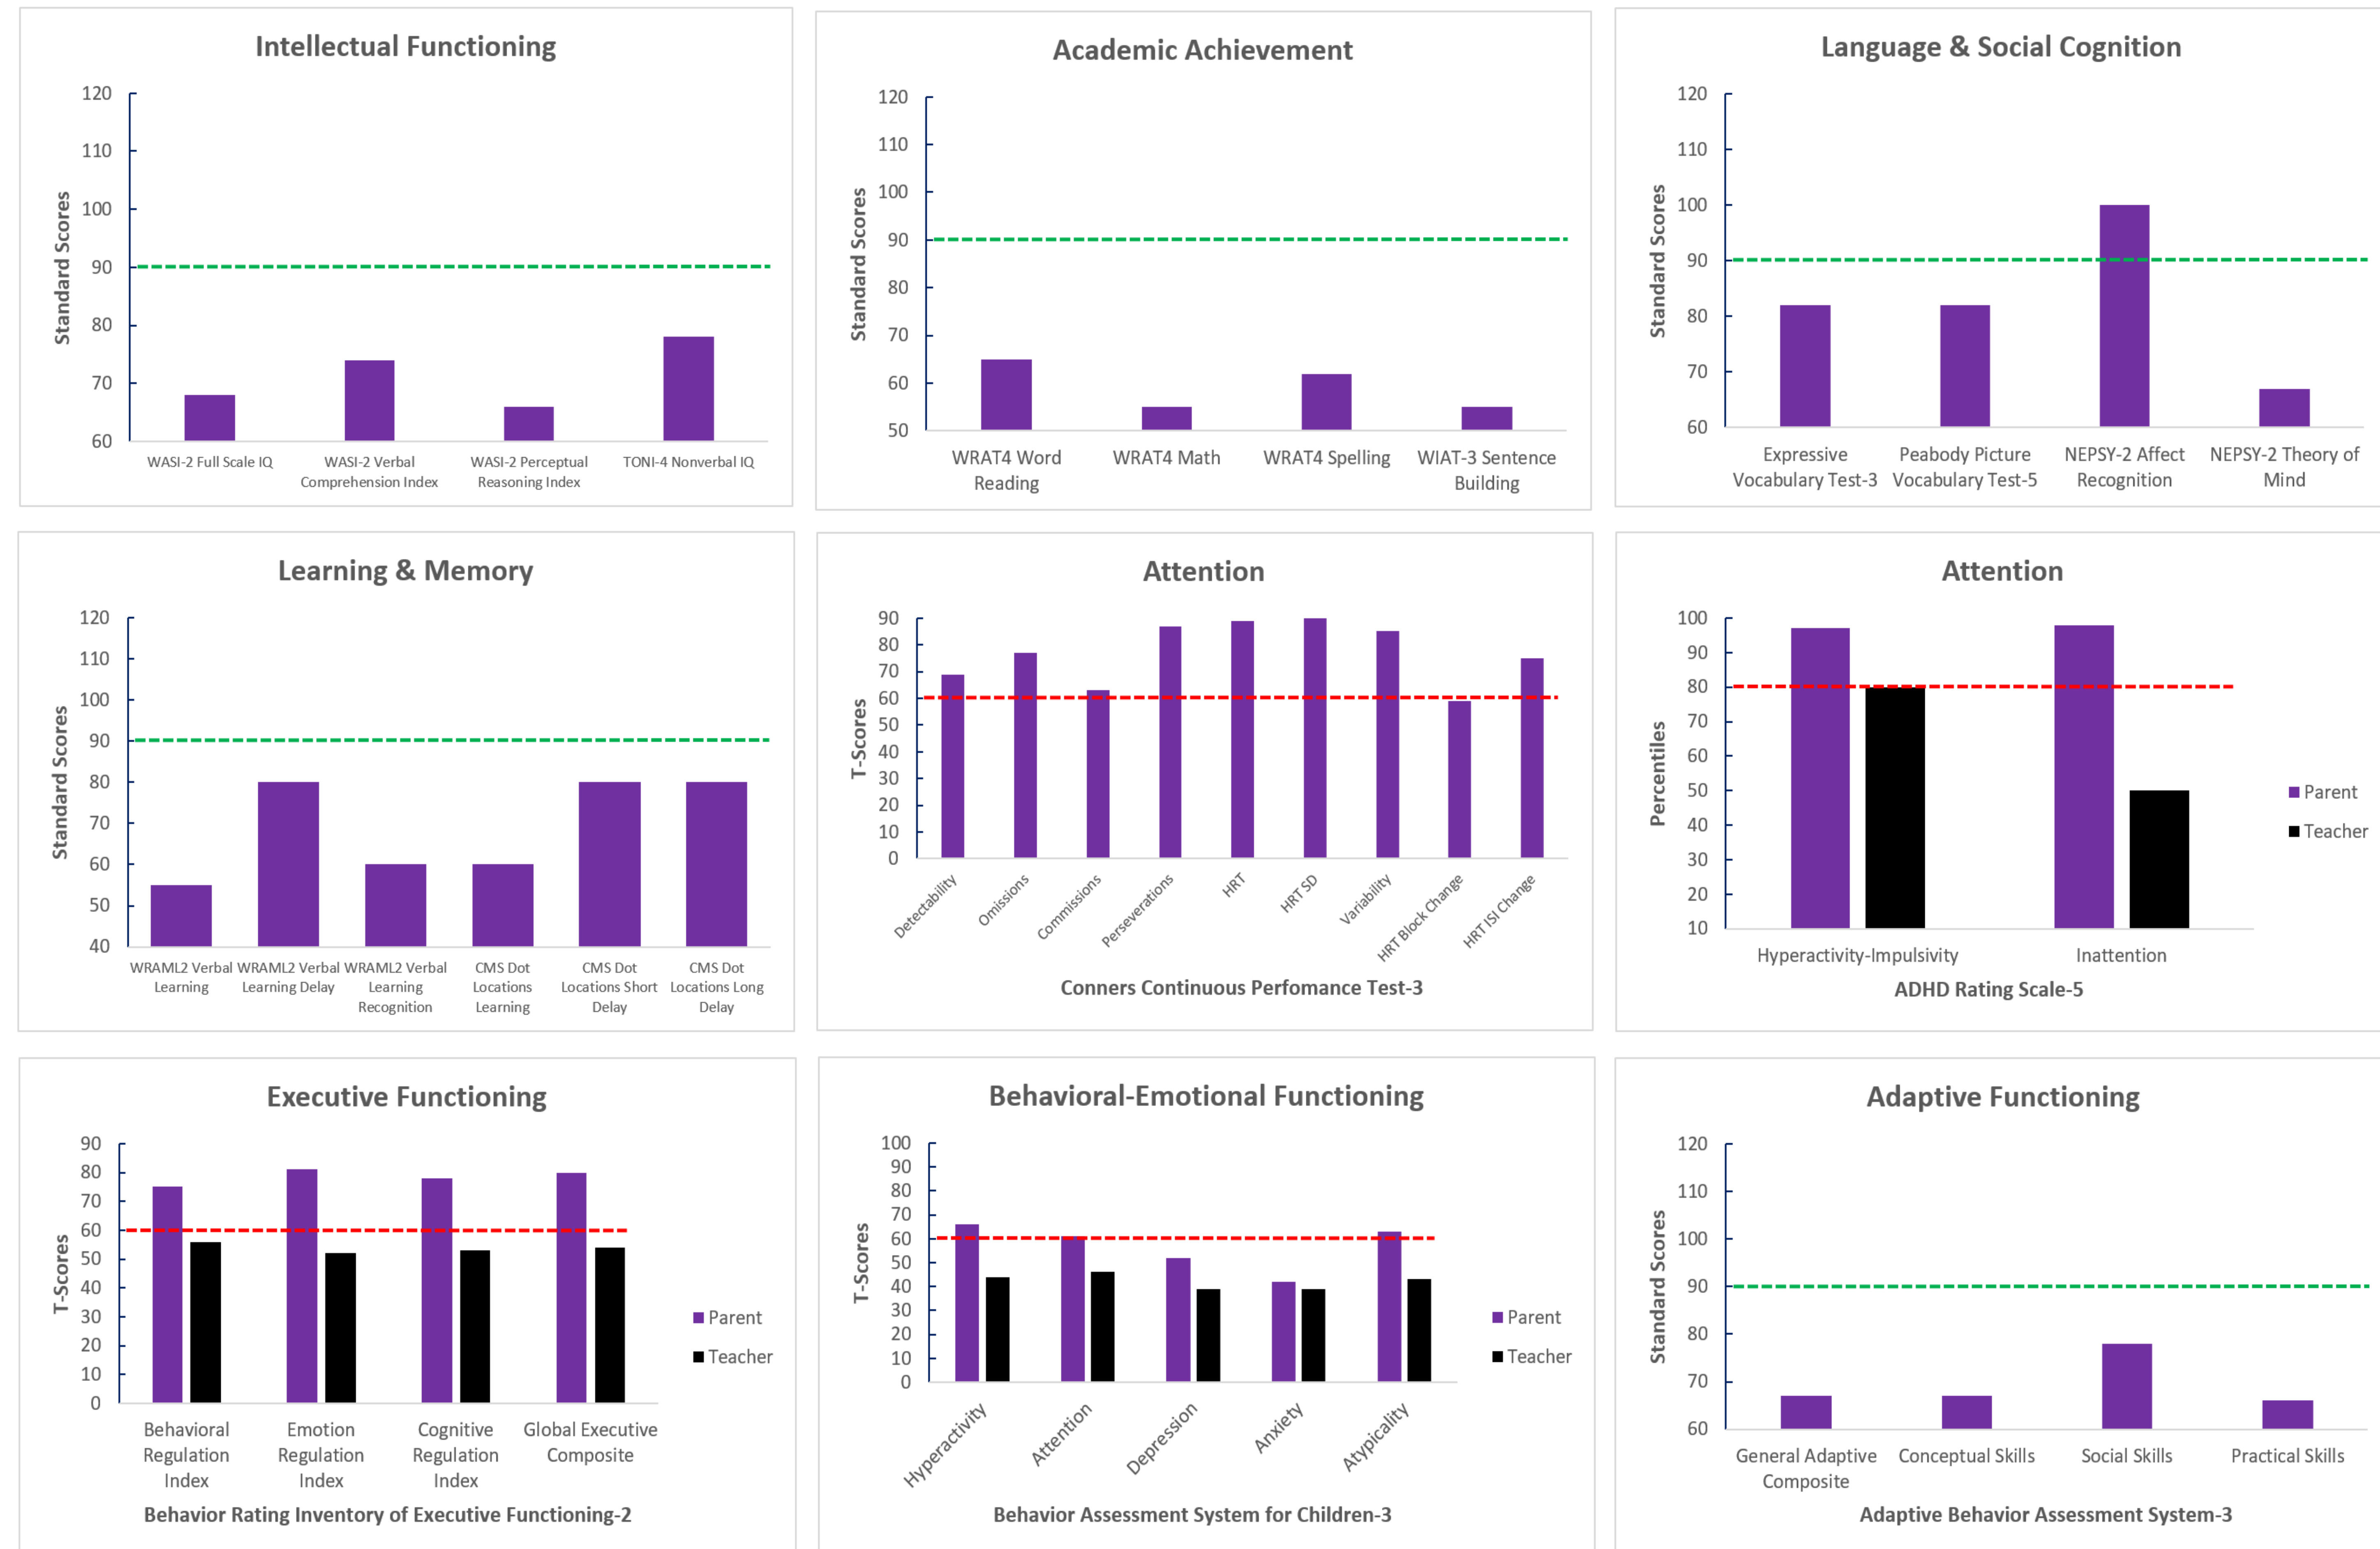 Intellectual Functioning
Standard Scores
120
110
100
90
80
70
60
WASI-2 Full Scale IQ
WASI-2 Verbal
Comprehension Index
WASI-2 Perceptual
Reasoning Index
TONI-4 Nonverbal IQ
Academic Achievement
Standard Scores
120
110
100
90
80
70
60
50
WRAT4 Word
Reading
WRAT4 Math
WRAT4 Spelling
WIAT-3 Sentence
Building
Language & Social Cognition
Standard Scores
120
110
100
90
80
70
60
Expressive
Vocabulary Test-3
Peabody Picture
Vocabulary Test-5
NEPSY-2 Affect
Recognition
NEPSY-2 Theory of
Mind
Learning & Memory
Standard Scores
120
110
100
90
80
70
60
50
40
WRAML2 Verbal
Learning
WRAML2 Verbal
Learning Delay
WRAML2 Verbal
Learning
Recognition
CMS Dot
Locations
Learning
CMS Dot
Locations Short
Delay
CMS Dot
Locations Long
Delay
Attention
T-Scores
90
80
70
60
50
40
30
20
10
0
Detectability
Omissions
Commissions
Perseverations
HRT
HRT SD
Variability
HRT Block Change
HRT ISI Change
Conners Continuous Perfomance Test-3
Attention
Percentiles
100
90
80
70
60
50
40
30
20
10
Hyperactivity-Impulsivity
Inattention
Parent
Teacher
ADHD Rating Scale-5
Executive Functioning
T-Scores
90
80
70
60
50
40
30
20
10
0
Behavioral
Regulation
Index
Emotion
Regulation
Index
Cognitive
Regulation
Index
Global Executive
Composite
Parent
Teacher
Behavior Rating Inventory of Executive Functioning-2
Behavioral-Emotional Functioning
T-Scores
100
90
80
70
60
50
40
30
20
10
0
Hyperactivity
Attention
Depression
Anxiety
Atypicality
Parent
Teacher
Behavior Assessment System for Children-3
Adaptive Functioning
Standard Scores
120
110
100
90
80
70
60
General Adaptive
Composite
Conceptual Skills
Social Skills
Practical Skills
Adaptive Behavior Assessment System-3